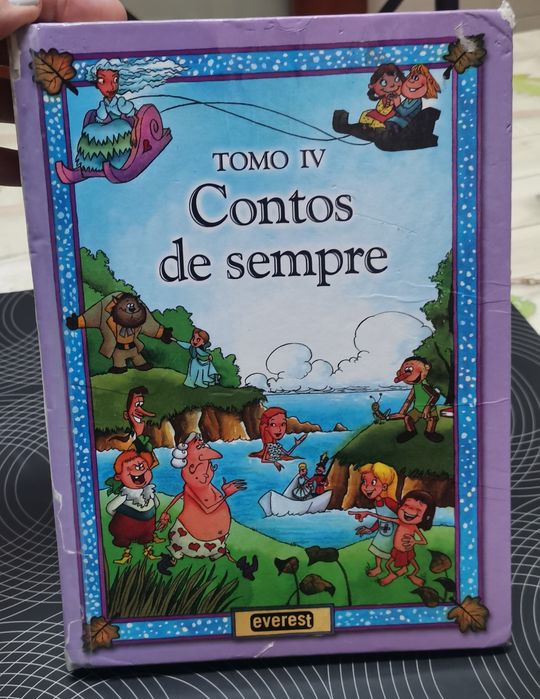 TOMO IV
Contos
de sempre
everest